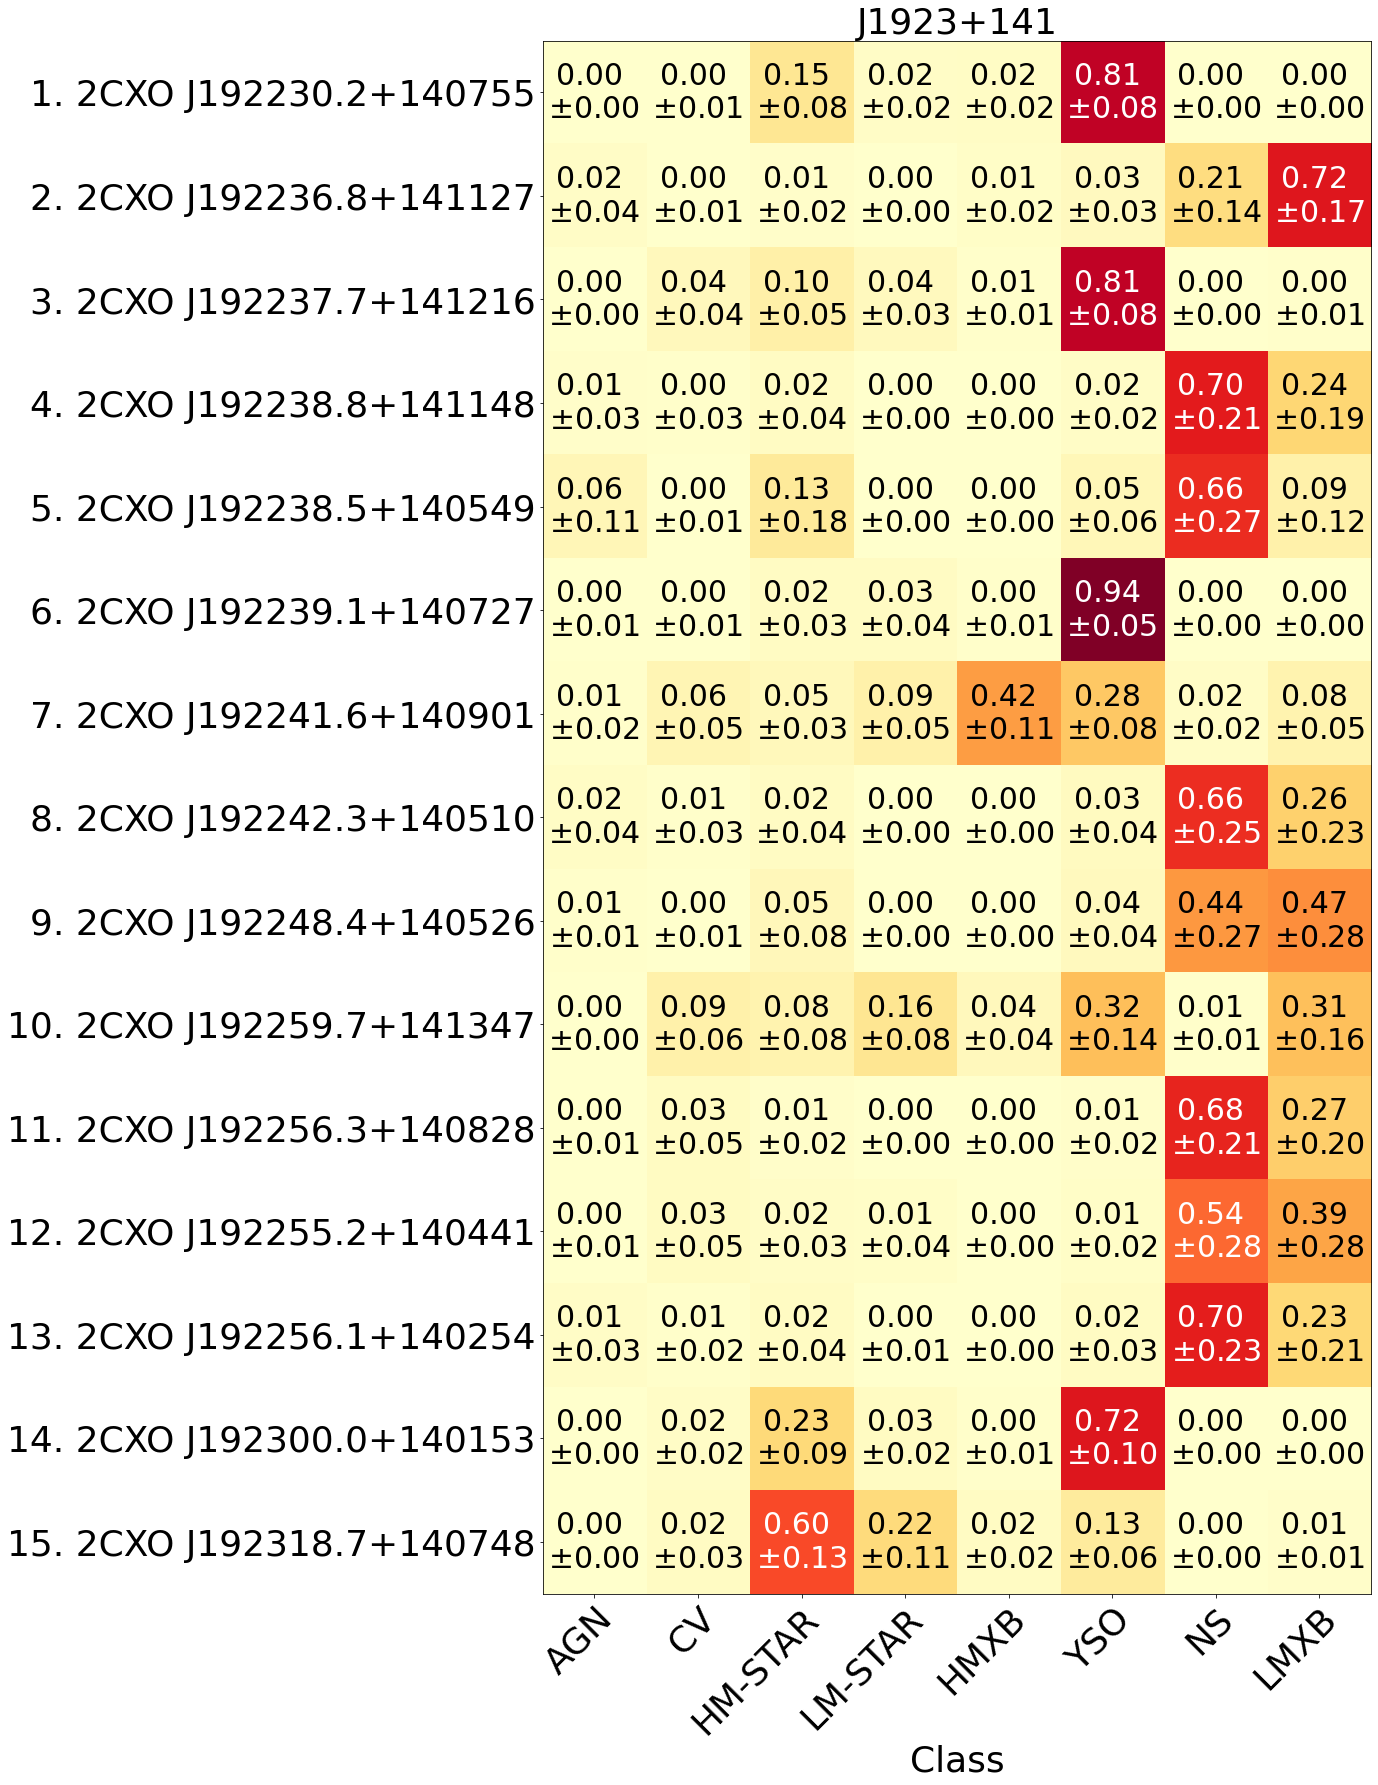 J1923+141
1. 2CXO J192230.2+140755 0.00 0.00 0.15 0.02 0.02 0.81 0.00 0.00
±0.00 ±0.01 ±0.08 ±0.02 ±0.02 ±0.08 ±0.00 ±0.00
2. 2CXO J192236.8+141127 0.02 0.00 0.01 0.00 0.01 0.03 0.21 0.72
±0.04 ±0.01 ±0.02 ±0.00 ±0.02 ±0.03 ±0.14 ±0.17
3. 2CXO J192237.7+141216 0.00 0.04 0.10 0.04 0.01 0.81 0.00 0.00
±0.00 ±0.04 ±0.05 ±0.03 ±0.01 ±0.08 ±0.00 ±0.01
4. 2CXO J192238.8+141148 0.01 0.00 0.02 0.00 0.00 0.02 0.70 0.24
±0.03 ±0.03 ±0.04 ±0.00 ±0.00 ±0.02 ±0.21 ±0.19
5. 2CXO J192238.5+140549 0.06 0.00 0.13 0.00 0.00 0.05 0.66 0.09
±0.11 ±0.01 ±0.18 ±0.00 ±0.00 ±0.06 ±0.27 ±0.12
6. 2CXO J192239.1+140727 0.00 0.00 0.02 0.03 0.00 0.94 0.00 0.00
±0.01 ±0.01 ±0.03 ±0.04 ±0.01 ±0.05 ±0.00 ±0.00
7. 2CXO J192241.6+140901 0.01 0.06 0.05 0.09 0.42 0.28 0.02 0.08
±0.02 ±0.05 ±0.03 ±0.05 ±0.11 ±0.08 ±0.02 ±0.05
8. 2CXO J192242.3+140510 0.02 0.01 0.02 0.00 0.00 0.03 0.66 0.26
±0.04 ±0.03 ±0.04 ±0.00 ±0.00 ±0.04 ±0.25 ±0.23
9. 2CXO J192248.4+140526 0.01 0.00 0.05 0.00 0.00 0.04 0.44 0.47
±0.01 ±0.01 ±0.08 ±0.00 ±0.00 ±0.04 ±0.27 ±0.28
10. 2CXO J192259.7+141347 0.00 0.09 0.08 0.16 0.04 0.32 0.01 0.31
±0.00 ±0.06 ±0.08 ±0.08 ±0.04 ±0.14 ±0.01 ±0.16
11. 2CXO J192256.3+140828 0.00 0.03 0.01 0.00 0.00 0.01 0.68 0.27
±0.01 ±0.05 ±0.02 ±0.00 ±0.00 ±0.02 ±0.21 ±0.20
12. 2CXO J192255.2+140441 0.00 0.03 0.02 0.01 0.00 0.01 0.54 0.39
±0.01 ±0.05 ±0.03 ±0.04 ±0.00 ±0.02 ±0.28 ±0.28
13. 2CXO J192256.1+140254 0.01 0.01 0.02 0.00 0.00 0.02 0.70 0.23
±0.03 ±0.02 ±0.04 ±0.01 ±0.00 ±0.03 ±0.23 ±0.21
14. 2CXO J192300.0+140153 0.00 0.02 0.23 0.03 0.00 0.72 0.00 0.00
±0.00 ±0.02 ±0.09 ±0.02 ±0.01 ±0.10 ±0.00 ±0.00
15. 2CXO J192318.7+140748 0.00 0.02 0.60 0.22 0.02 0.13 0.00 0.01
±0.00 ±0.03 ±0.13 ±0.11 ±0.02 ±0.06 ±0.00 ±0.01
AGN CV HM-STAR LM-STAR HMXB YSO NS LMXB
Class